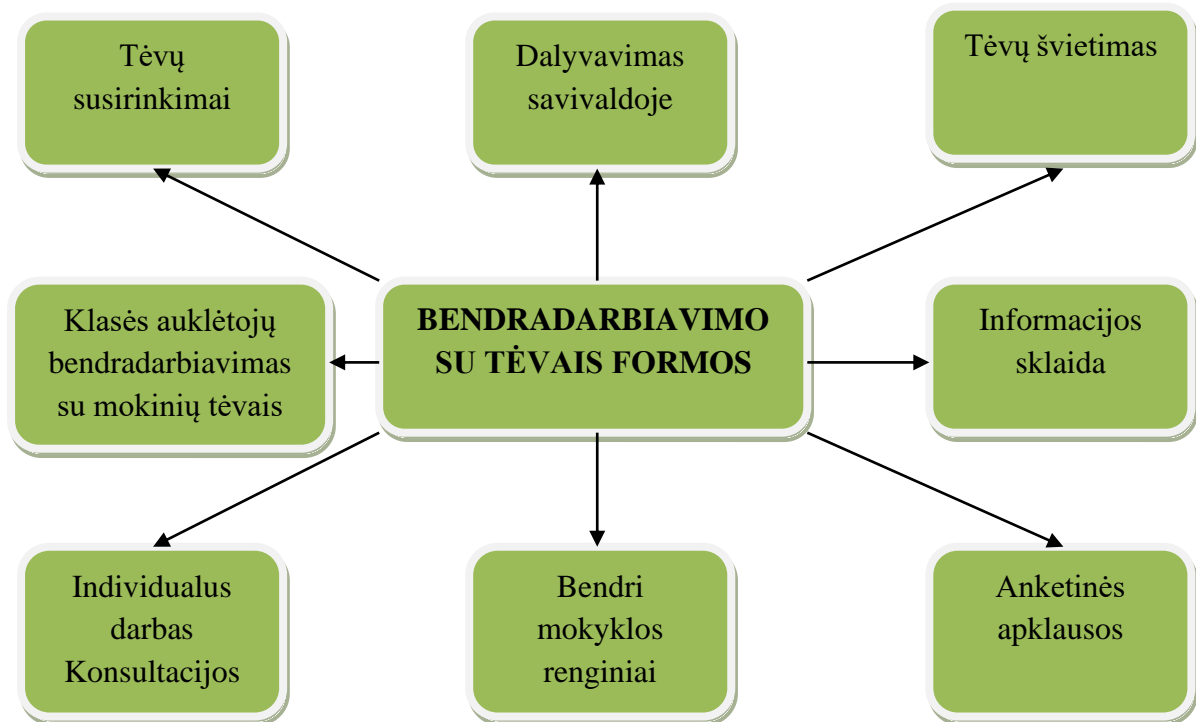 Tėvų
susirinkimai
Dalyvavimas
savivaldoje
Tėvų švietimas
Klasės auklėtojų
bendradarbiavimas
su mokinių tėvais
BENDRADARBIAVIMO
SU TĖVAIS FORMOS
Informacijos
sklaida
Individualus
darbas
Konsultacijos
Bendri
mokyklos
renginiai
Anketinės
apklausos